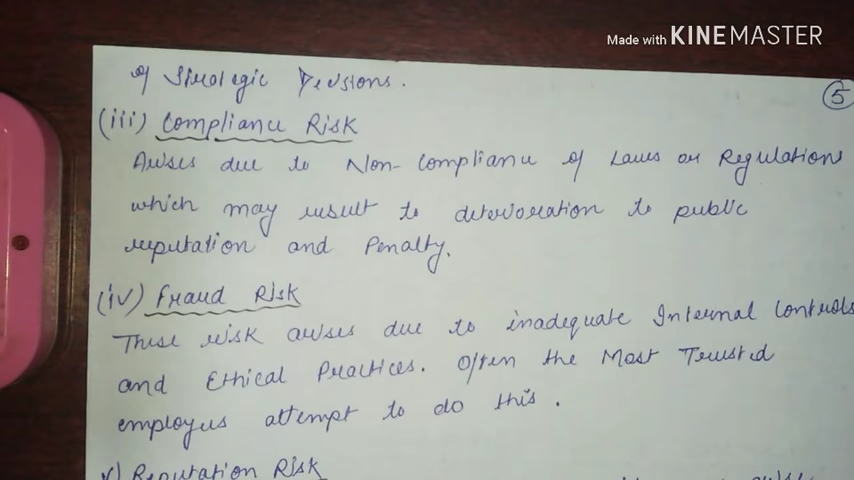 Made with KINEMASTER
of Strategic Decisions.
5
(iii) Compliance Risk
Arises due to Non-Compliance of Laws or Regulations
which may result to deterioration to public
reputation and Penalty.
(iv) Fraud Risk
These risk arises due to inadequate Internal Controls
and Ethical Practices. Often the Most Trusted
employees attempt to do this.
v) Reputation Risk
arises